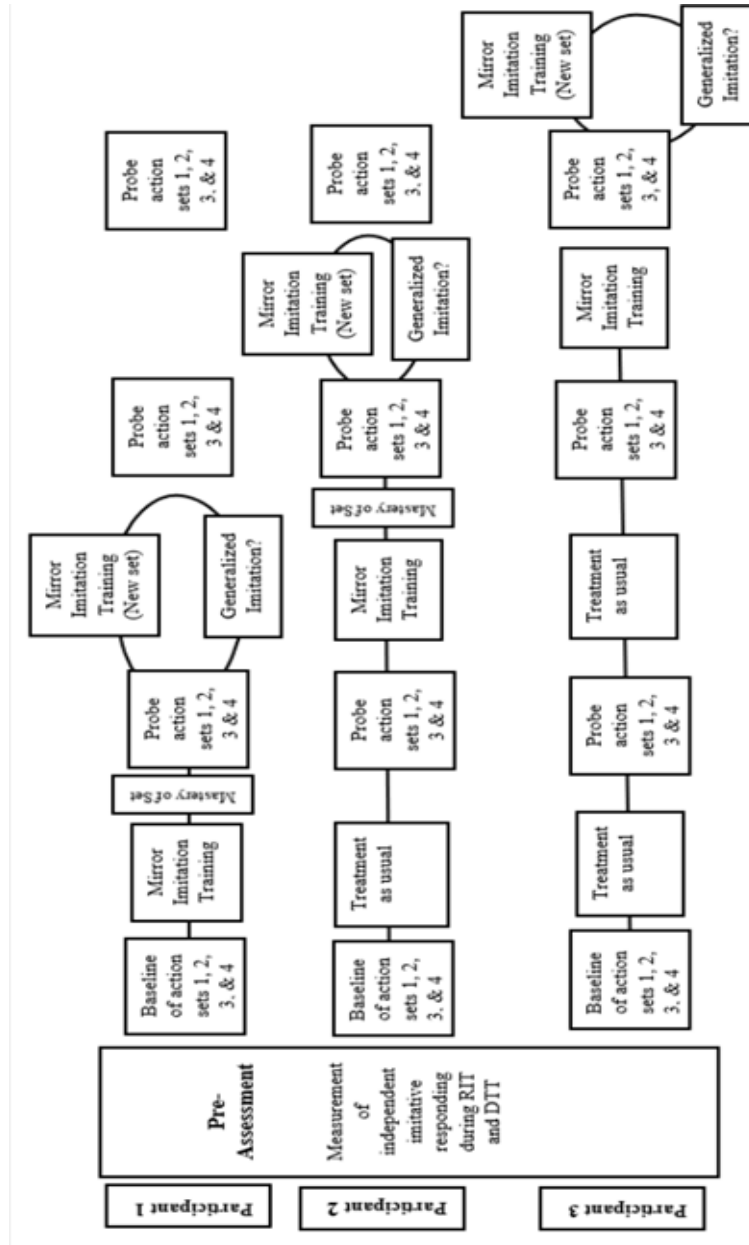 Participant 1
Participant 2
Participant 3
Pre-
Assessment
Measurement
of
independent
imitative
responding
during RIT
and DTT
Baseline
of action
sets 1, 2,
3. & 4
Mirror
Imitation
Training
Mastery of Set
Probe
action
sets 1, 2,
3 & 4
Mirror
Imitation
Training
(New set)
Generalized
Imitation?
Probe
action
sets 1, 2,
3 & 4
Probe
action
sets 1, 2,
3. & 4
Baseline
of action
sets 1, 2,
3. & 4
Treatment
as usual
Probe
action
sets 1, 2,
3 & 4
Mirror
Imitation
Training
Mastery of Set
Probe
action
sets 1, 2,
3 & 4
Mirror
Imitation
Training
(New set)
Generalized
Imitation?
Probe
action
sets 1, 2,
3. & 4
Baseline
of action
sets 1, 2,
3. & 4
Treatment
as usual
Probe
action
sets 1, 2,
3 & 4
Treatment
as usual
Probe
action
sets 1, 2,
3 & 4
Mirror
Imitation
Training
Probe
action
sets 1, 2,
3, & 4
Mirror
Imitation
Training
(New set)
Generalized
Imitation?